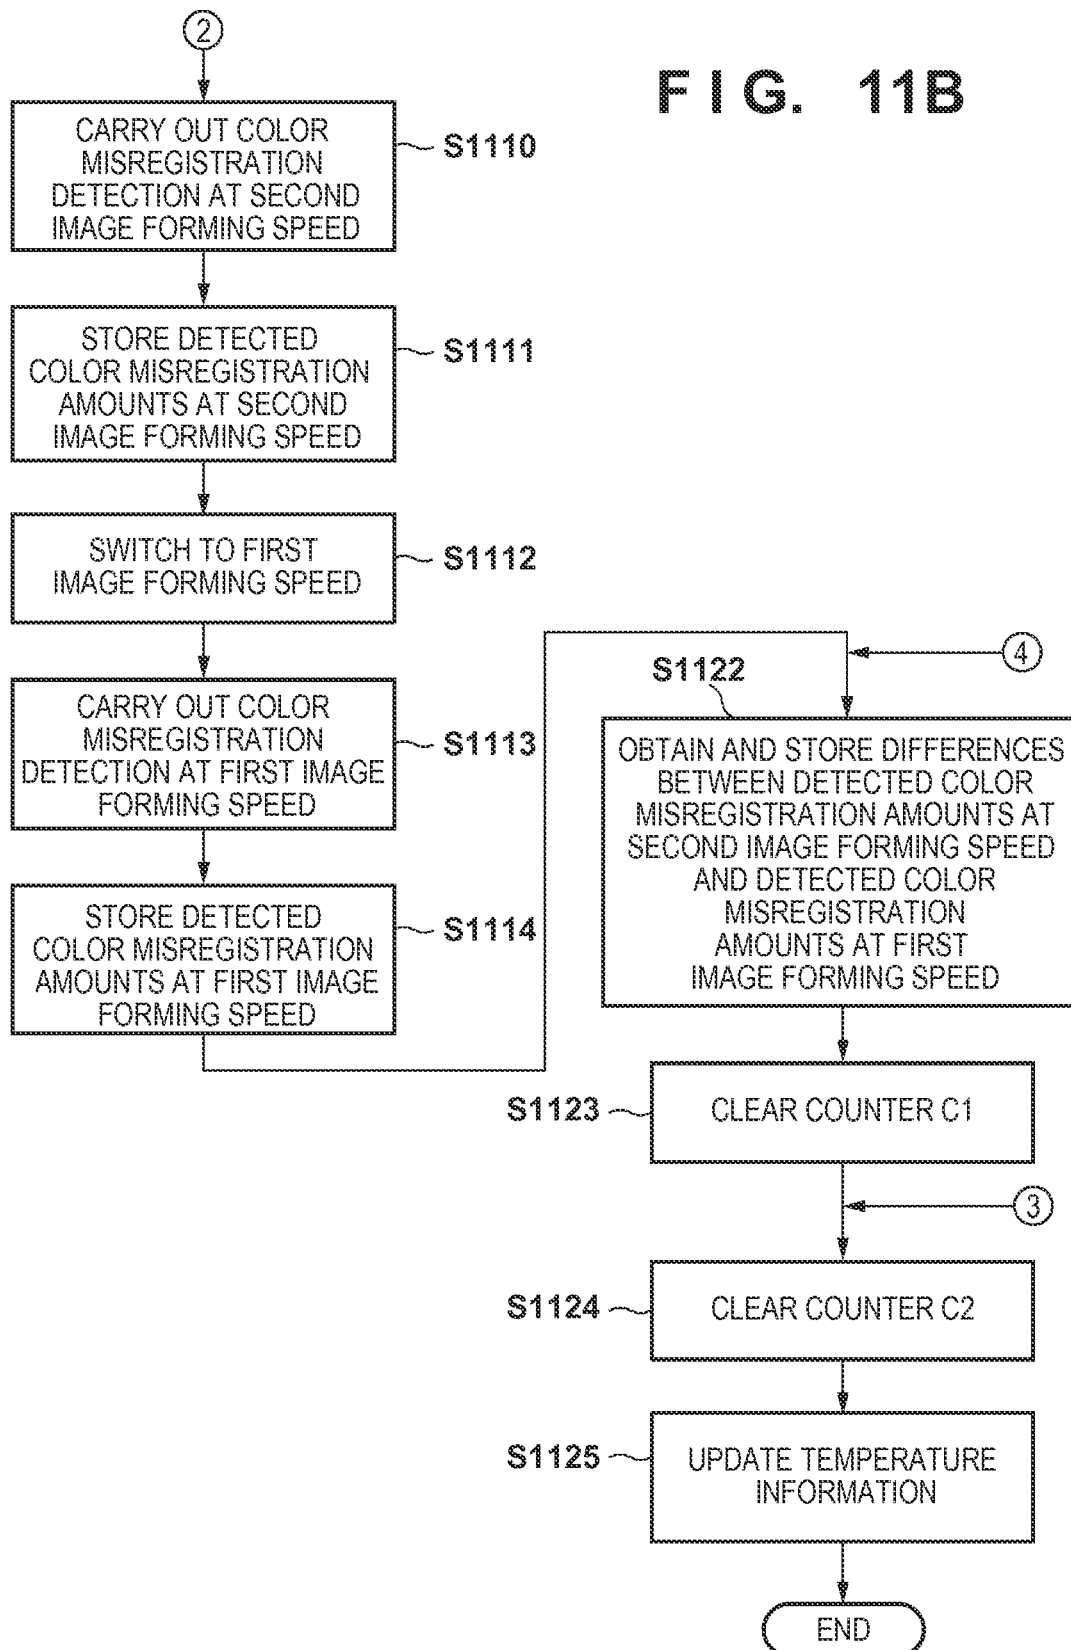 2
FIG. 11B
CARRY OUT COLOR
MISREGISTRATION
DETECTION AT SECOND
IMAGE FORMING SPEED
S1110
STORE DETECTED
COLOR MISREGISTRATION
AMOUNTS AT SECOND
IMAGE FORMING SPEED
S1111
SWITCH TO FIRST
IMAGE FORMING SPEED
S1112
CARRY OUT COLOR
MISREGISTRATION
DETECTION AT FIRST IMAGE
FORMING SPEED
S1113
STORE DETECTED
COLOR MISREGISTRATION
AMOUNTS AT FIRST IMAGE
FORMING SPEED
S1114
4
S1122
OBTAIN AND STORE DIFFERENCES
BETWEEN DETECTED COLOR
MISREGISTRATION AMOUNTS AT
SECOND IMAGE FORMING SPEED
AND DETECTED COLOR
MISREGISTRATION
AMOUNTS AT FIRST
IMAGE FORMING SPEED
S1123
CLEAR COUNTER C1
3
S1124
CLEAR COUNTER C2
S1125
UPDATE TEMPERATURE
INFORMATION
END